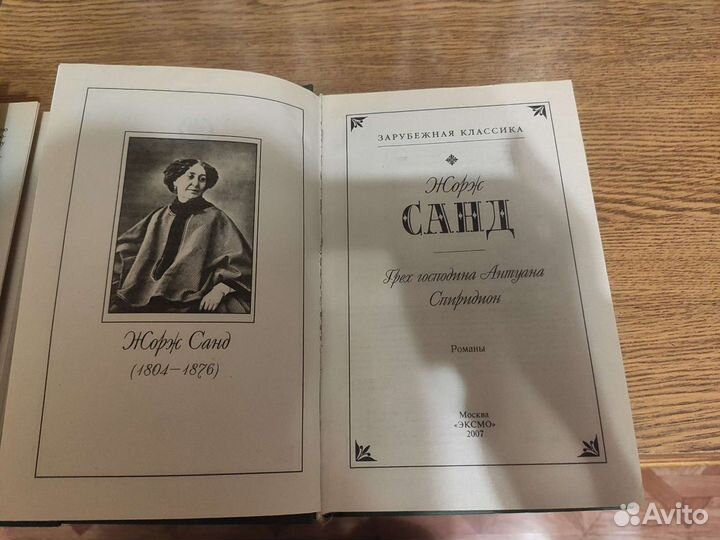 Жорж Санд
(1804—1876)
ЗАРУБЕЖНАЯ КЛАССИКА
Жорж
САНД
Грех господина Антуана
Спиридион
Романы
Москва
«ЭКСМО»
2007
Avito